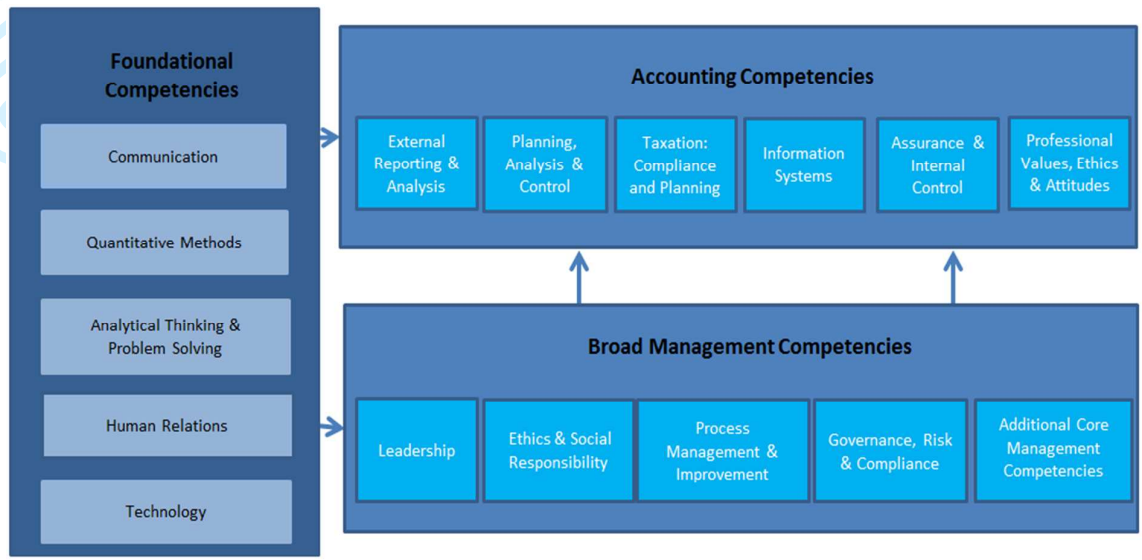 Foundational
Competencies
Communication
Quantitative Methods
Analytical Thinking &
Problem Solving
Human Relations
Technology
Accounting Competencies
External
Reporting &
Analysis
Planning,
Analysis &
Control
Taxation:
Compliance
and Planning
Information
Systems
Assurance &
Internal
Control
Professional
Values, Ethics
& Attitudes
Broad Management Competencies
Leadership
Ethics & Social
Responsibility
Process
Management &
Improvement
Governance, Risk
& Compliance
Additional Core
Management
Competencies